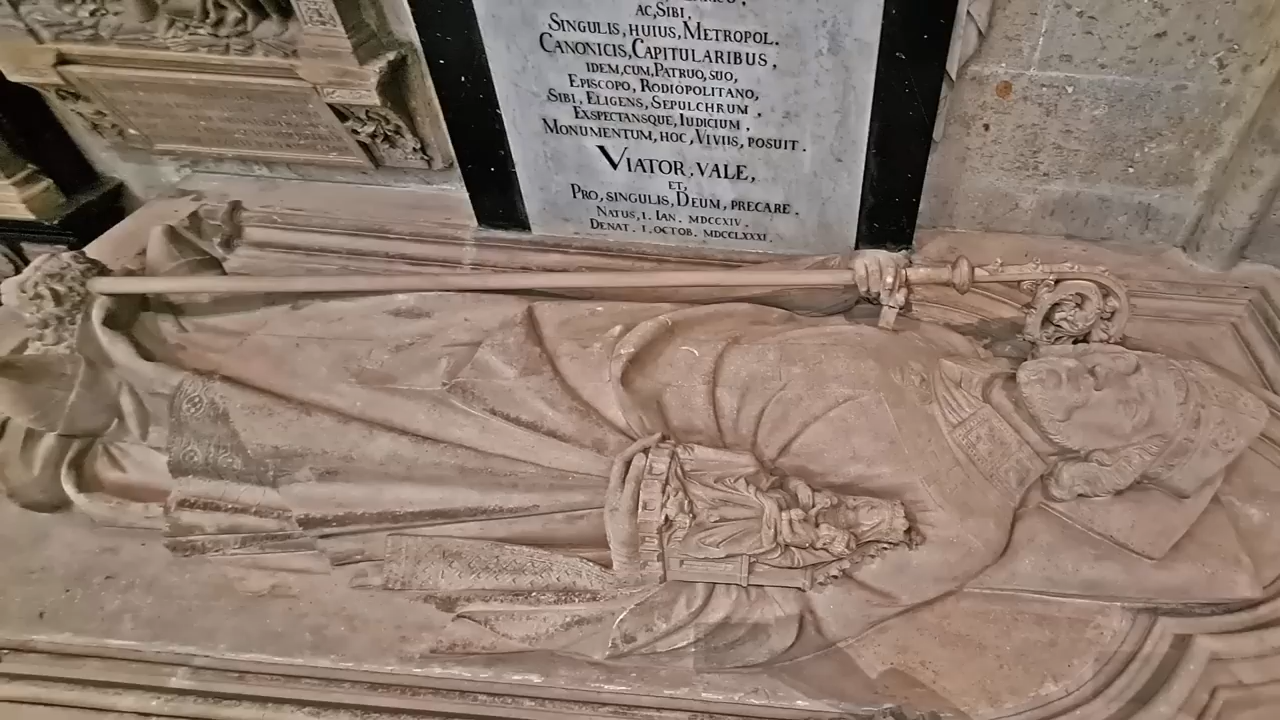 AC, SIBI,
SINGULIS, HUIUS, METROPOL.
CANONICIS, CAPITULARIBUS,
IDEM, CUM, PATRUO, SUO,
EPISCOPO, RODIOPOLITANO,
SIBI, ELIGENS, SEPULCHRUM,
EXSPECTANSQUE, IUDICIUM,
MONUMENTUM, HOC, VIVUS, POSUIT.
VIATOR, VALE,
ET,
PRO, SINGULIS, DEUM, PRECARE.
NATUS, 1. IAN. MDCCXIV.
DENAT. 1. OCTOB. MDCCLXXXI.